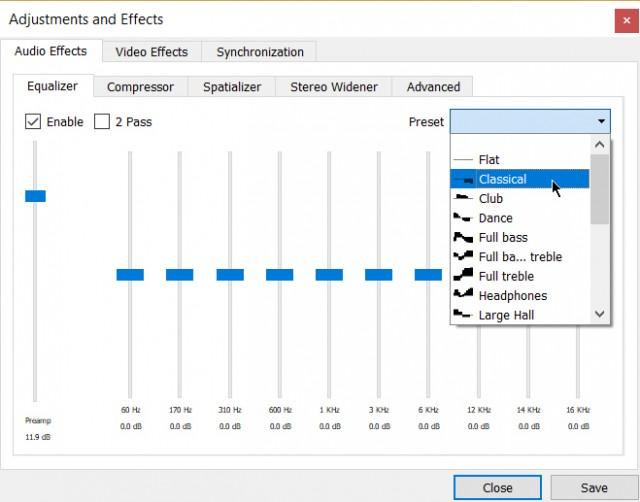 Adjustments and Effects
Audio Effects Video Effects Synchronization
Equalizer Compressor Spatializer Stereo Widener Advanced
Enable 2 Pass Preset
Flat
Classical
Club
Dance
Full bass
Full ba... treble
Full treble
Headphones
Large Hall
60 Hz 170 Hz 310 Hz 600 Hz 1 KHz 3 KHz 6 KHz 12 KHz 14 KHz 16 KHz
Preamp 0.0 dB 0.0 dB 0.0 dB 0.0 dB 0.0 dB 0.0 dB 0.0 dB 0.0 dB 0.0 dB 0.0 dB
11.9 dB
Close Save